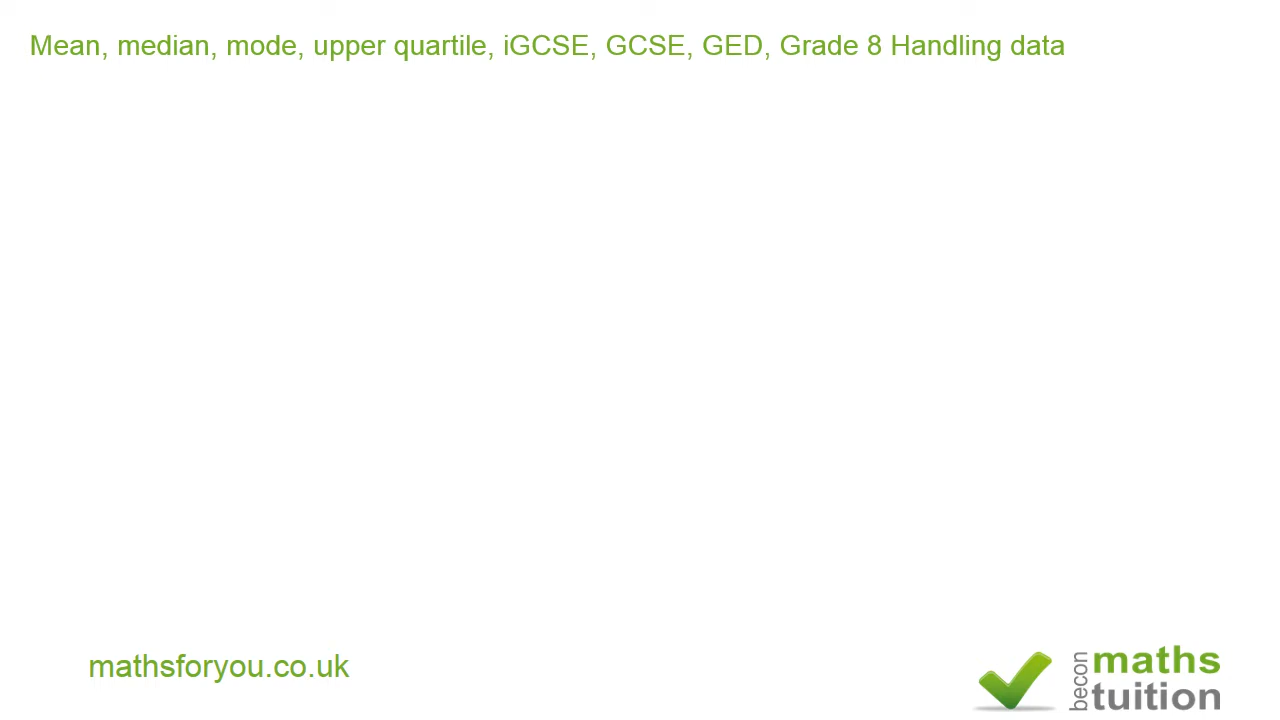 Mean, median, mode, upper quartile, iGCSE, GCSE, GED, Grade 8 Handling data
mathsforyou.co.uk
becon
maths
tuition